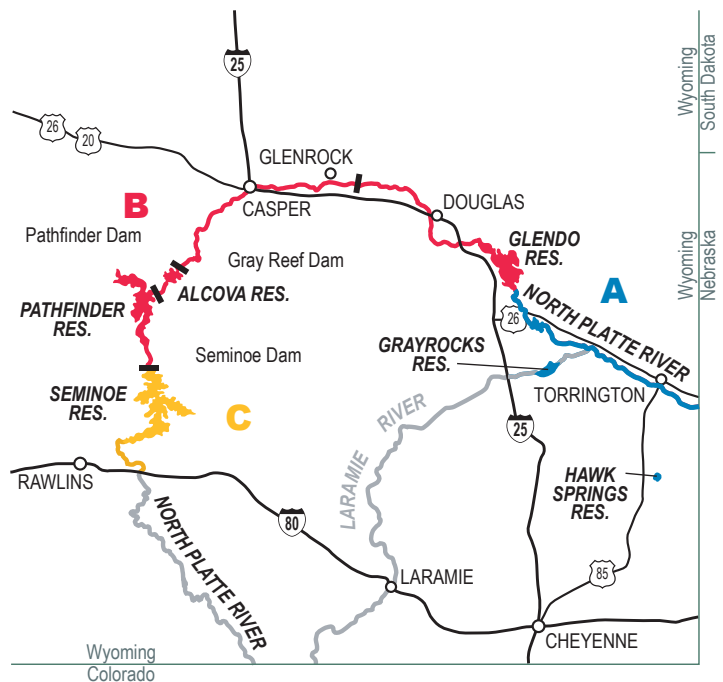 25
Wyoming
South Dakota
26
20
GLENROCK
B
CASPER
DOUGLAS
Pathfinder Dam
Gray Reef Dam
GLENDO
RES.
A
Wyoming
Nebraska
ALCOVA RES.
PATHFINDER
RES.
NORTH PLATTE RIVER
26
GRAYROCKS
RES.
Seminoe Dam
SEMINOE
RES.
TORRINGTON
C
LARAMIE RIVER
25
RAWLINS
HAWK
SPRINGS
RES.
NORTH PLATTE RIVER
80
85
LARAMIE
CHEYENNE
Wyoming
Colorado